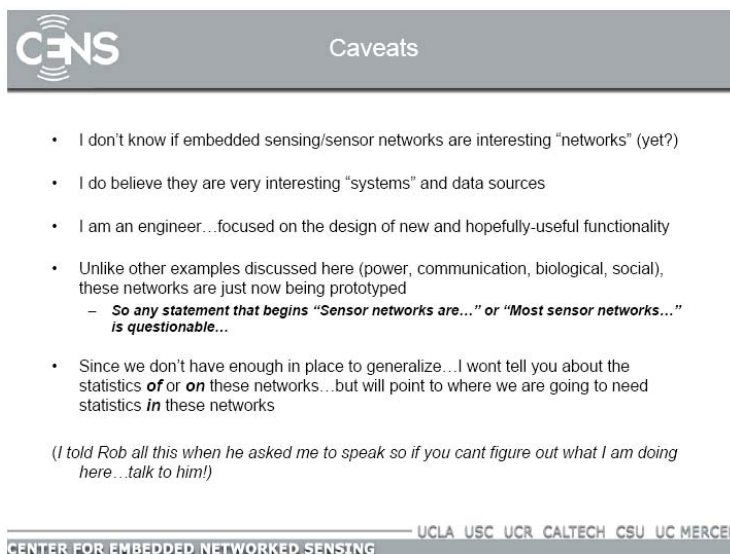 CENS
Caveats
• I don't know if embedded sensing/sensor networks are interesting “networks” (yet?)
• I do believe they are very interesting “systems” and data sources
• I am an engineer…focused on the design of new and hopefully-useful functionality
• Unlike other examples discussed here (power, communication, biological, social),
these networks are just now being prototyped
– So any statement that begins “Sensor networks are…” or “Most sensor networks…”
is questionable…
• Since we don't have enough in place to generalize…I wont tell you about the
statistics of or on these networks…but will point to where we are going to need
statistics in these networks
(I told Rob all this when he asked me to speak so if you cant figure out what I am doing
here…talk to him!)
UCLA USC UCR CALTECH CSU UC MERCED
CENTER FOR EMBEDDED NETWORKED SENSING